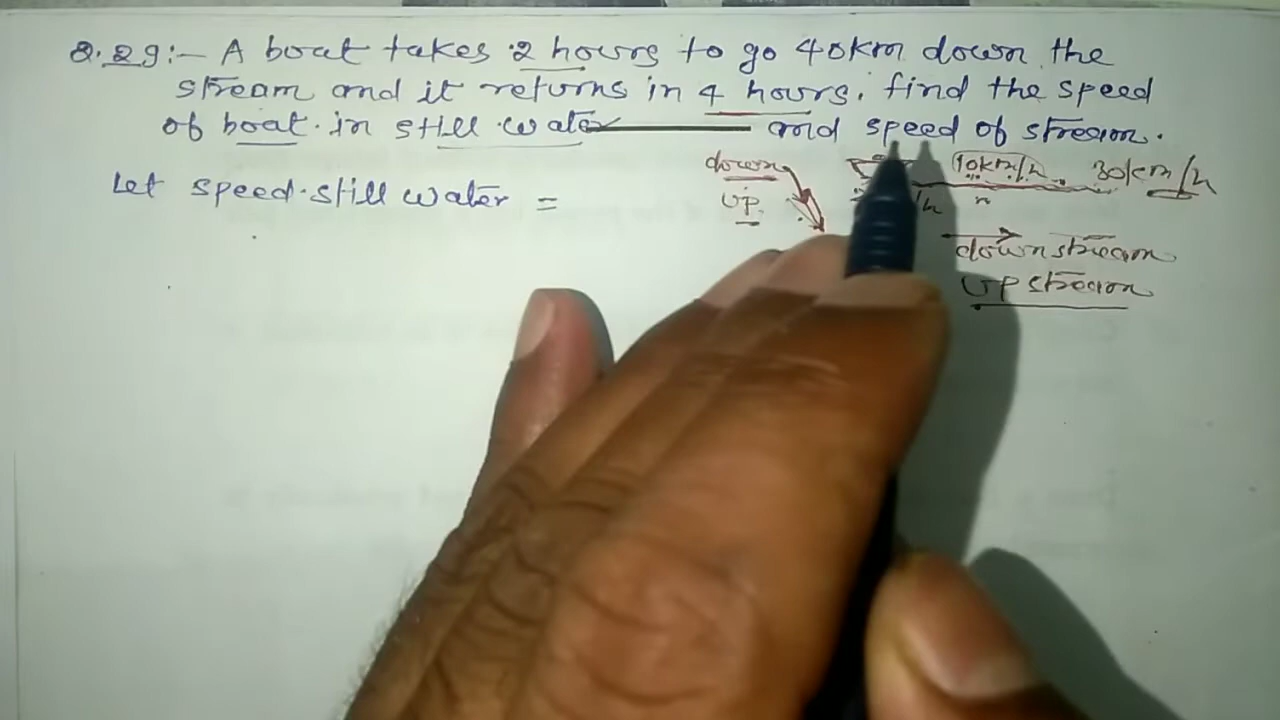 Q.29:- A boat takes 2 hours to go 40km down the
stream and it returns in 4 hours. find the speed
of boat in still water and speed of stream.
Let speed still water =
down
up
10km/h 30km/h
/h
downstream
upstream